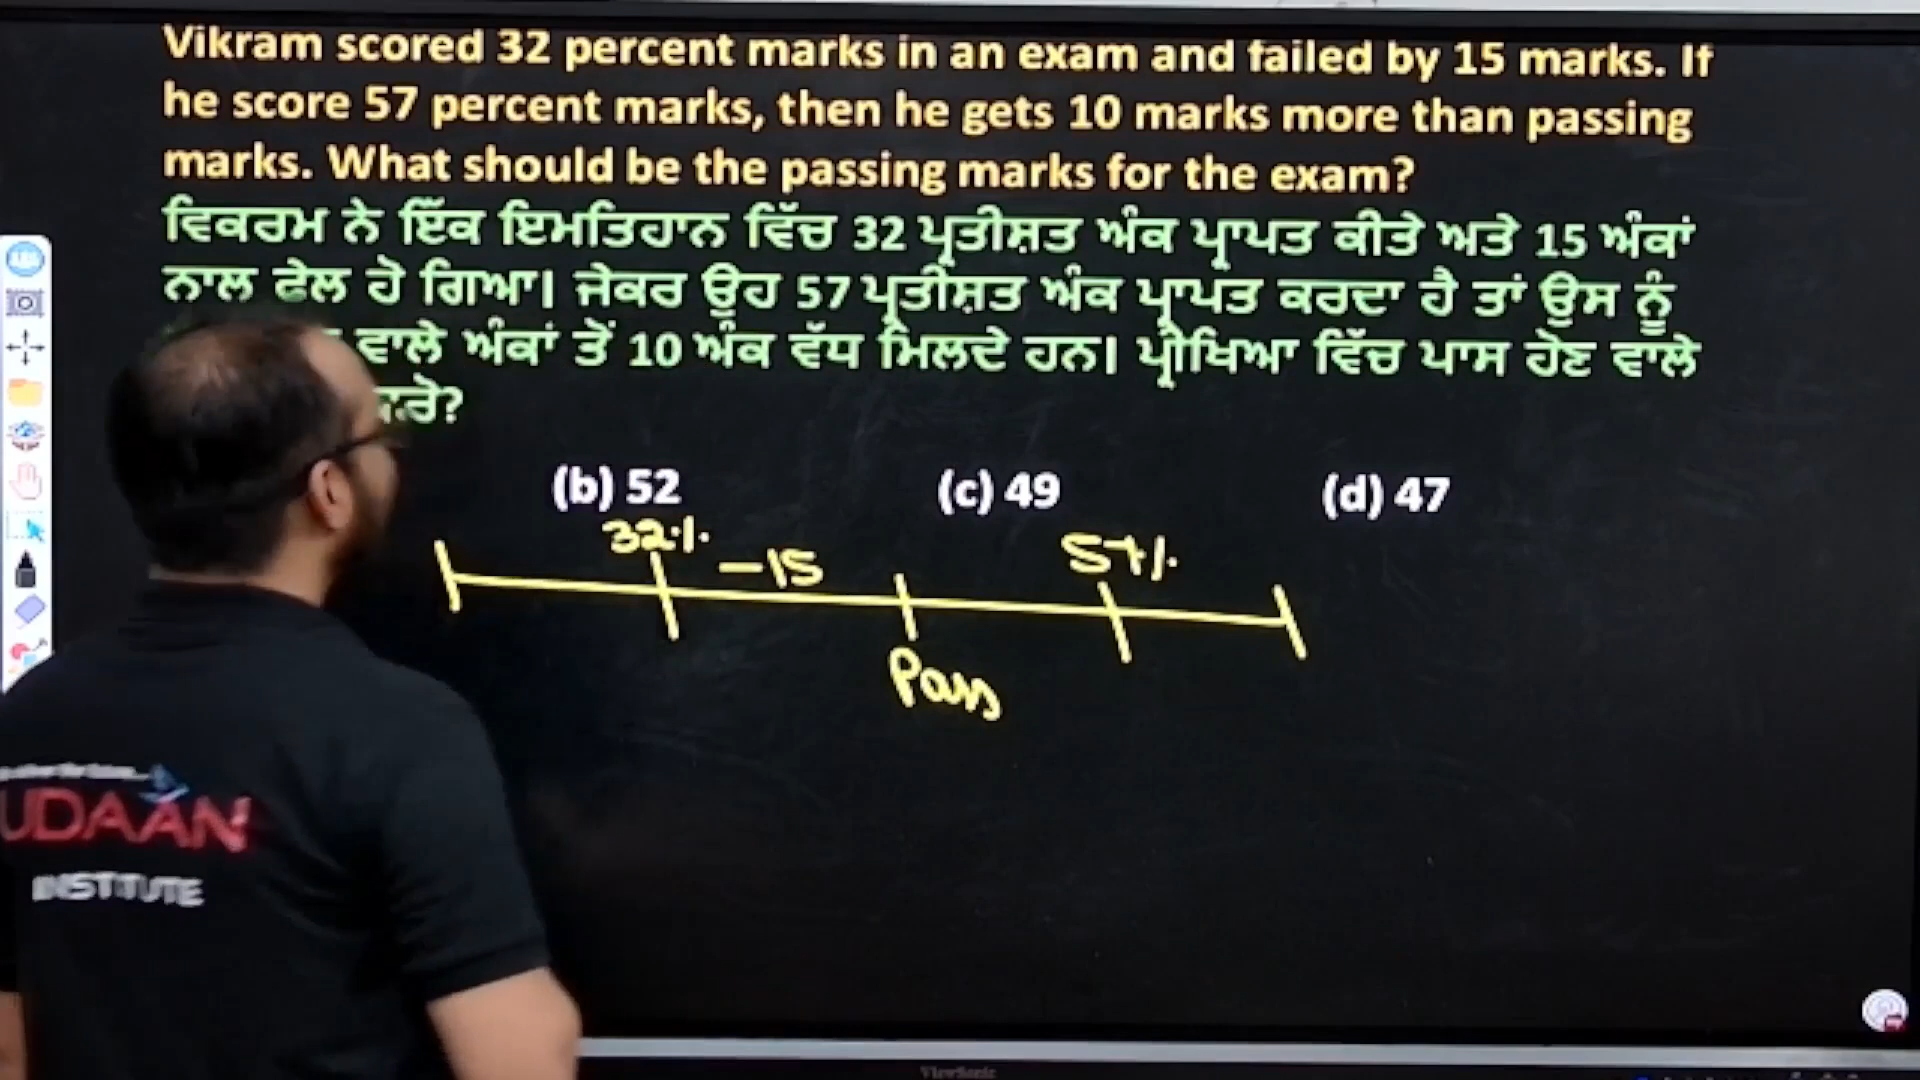 Vikram scored 32 percent marks in an exam and failed by 15 marks. If
he score 57 percent marks, then he gets 10 marks more than passing
marks. What should be the passing marks for the exam?
ਵਿਕਰਮ ਨੇ ਇੱਕ ਇਮਤਿਹਾਨ ਵਿੱਚ 32 ਪ੍ਰਤੀਸ਼ਤ ਅੰਕ ਪ੍ਰਾਪਤ ਕੀਤੇ ਅਤੇ 15 ਅੰਕਾਂ
ਨਾਲ ਫੇਲ ਹੋ ਗਿਆ। ਜੇਕਰ ਉਹ 57 ਪ੍ਰਤੀਸ਼ਤ ਅੰਕ ਪ੍ਰਾਪਤ ਕਰਦਾ ਹੈ ਤਾਂ ਉਸ ਨੂੰ
ਵਾਲੇ ਅੰਕਾਂ ਤੋਂ 10 ਅੰਕ ਵੱਧ ਮਿਲਦੇ ਹਨ। ਪ੍ਰੀਖਿਆ ਵਿੱਚ ਪਾਸ ਹੋਣ ਵਾਲੇ
(b) 52 (c) 49 (d) 47
32% -15 57%
Pass
UDAAN
INSTITUTE
ViewSonic